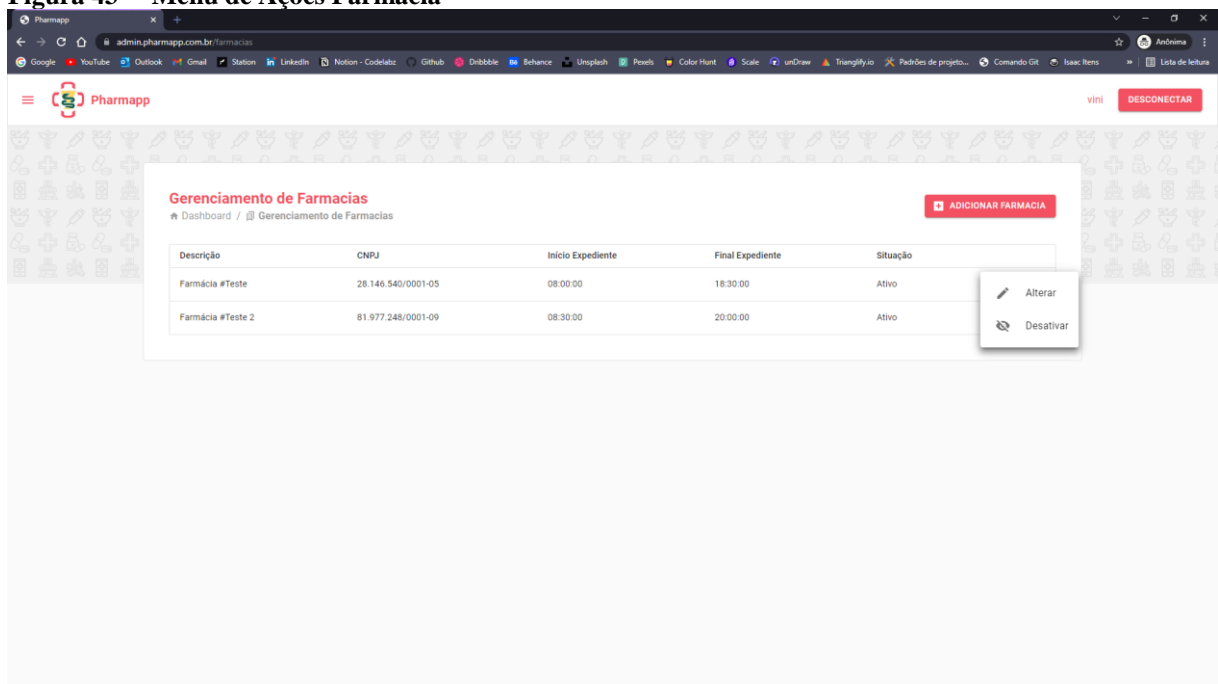 Figura 43 – Menu de Ações Farmácia
Pharmapp
admin.pharmapp.com.br/farmacias
Anônima
Google YouTube Outlook Gmail Station LinkedIn Notion - Codelabz Github Dribbble Behance Unsplash Pexels Color Hunt Scale unDraw Trianglify.io Padrões de projeto... Comando Git Isaac Itens » Lista de leitura
Pharmapp vini DESCONECTAR
Gerenciamento de Farmacias
ADICIONAR FARMACIA
Dashboard / Gerenciamento de Farmacias
Descrição CNPJ Início Expediente Final Expediente Situação
Farmácia #Teste 28.146.540/0001-05 08:00:00 18:30:00 Ativo
Alterar
Farmácia #Teste 2 81.977.248/0001-09 08:30:00 20:00:00 Ativo
Desativar